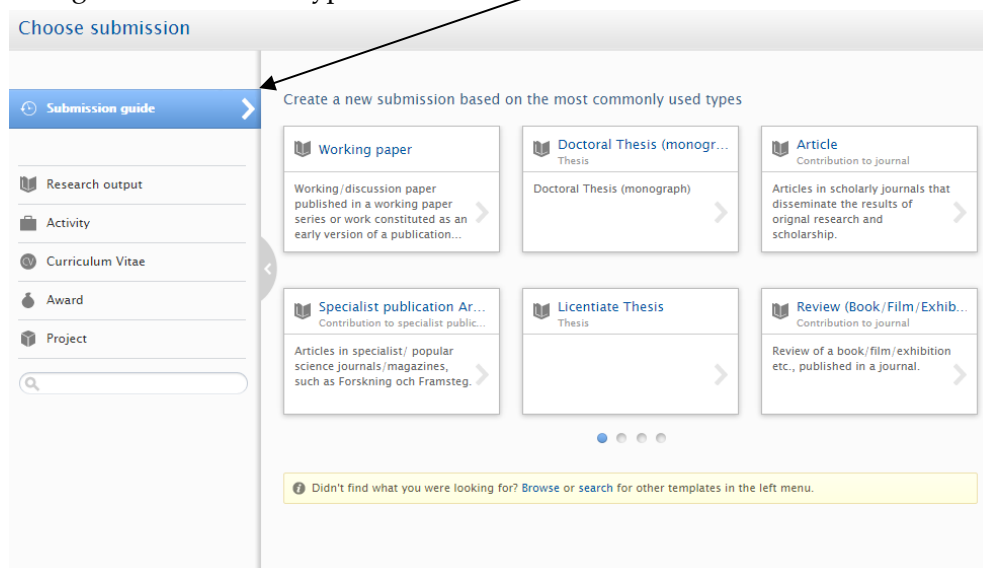 Choose submission
Submission guide
Research output
Activity
CV
Curriculum Vitae
Award
Project
Create a new submission based on the most commonly used types
Working paper
Working/discussion paper
published in a working paper
series or work constituted as an
early version of a publication...
Doctoral Thesis (monogr...
Thesis
Doctoral Thesis (monograph)
Article
Contribution to journal
Articles in scholarly journals that
disseminate the results of
orignal research and
scholarship.
Specialist publication Ar...
Contribution to specialist public...
Articles in specialist/ popular
science journals/magazines,
such as Forskning och Framsteg.
Licentiate Thesis
Thesis
Review (Book/Film/Exhib...
Contribution to journal
Review of a book/film/exhibition
etc., published in a journal.
Didn't find what you were looking for? Browse or search for other templates in the left menu.